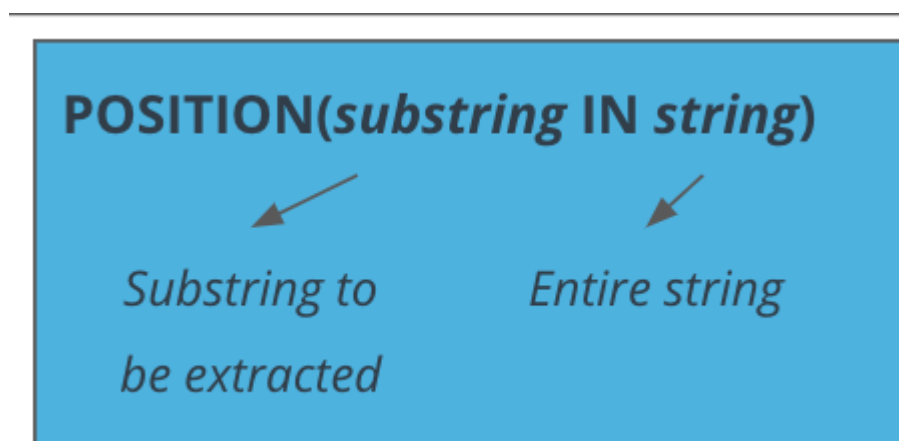 POSITION(substring IN string)
Substring to
be extracted
Entire string